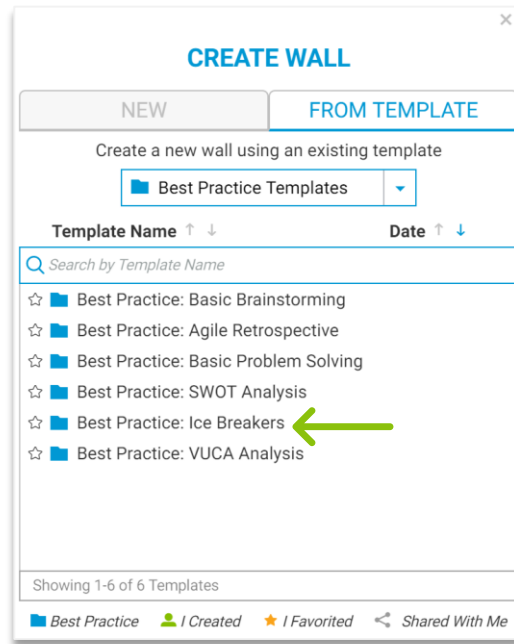 CREATE WALL
NEW FROM TEMPLATE
Create a new wall using an existing template
Best Practice Templates
Template Name ↑ ↓ Date ↑ ↓
Search by Template Name
Best Practice: Basic Brainstorming
Best Practice: Agile Retrospective
Best Practice: Basic Problem Solving
Best Practice: SWOT Analysis
Best Practice: Ice Breakers
Best Practice: VUCA Analysis
Showing 1-6 of 6 Templates
Best Practice I Created I Favorited Shared With Me